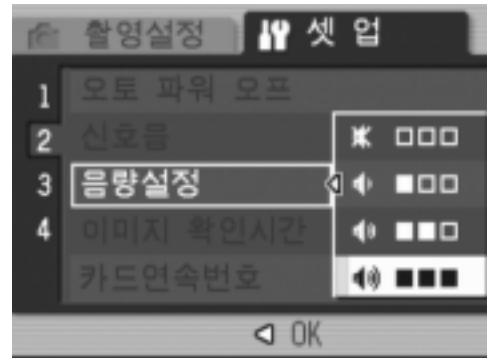 촬영설정 셋 업
1 오토 파워 오프
2 신호음
3 음량설정
4 이미지 확인시간
카드연속번호
OK